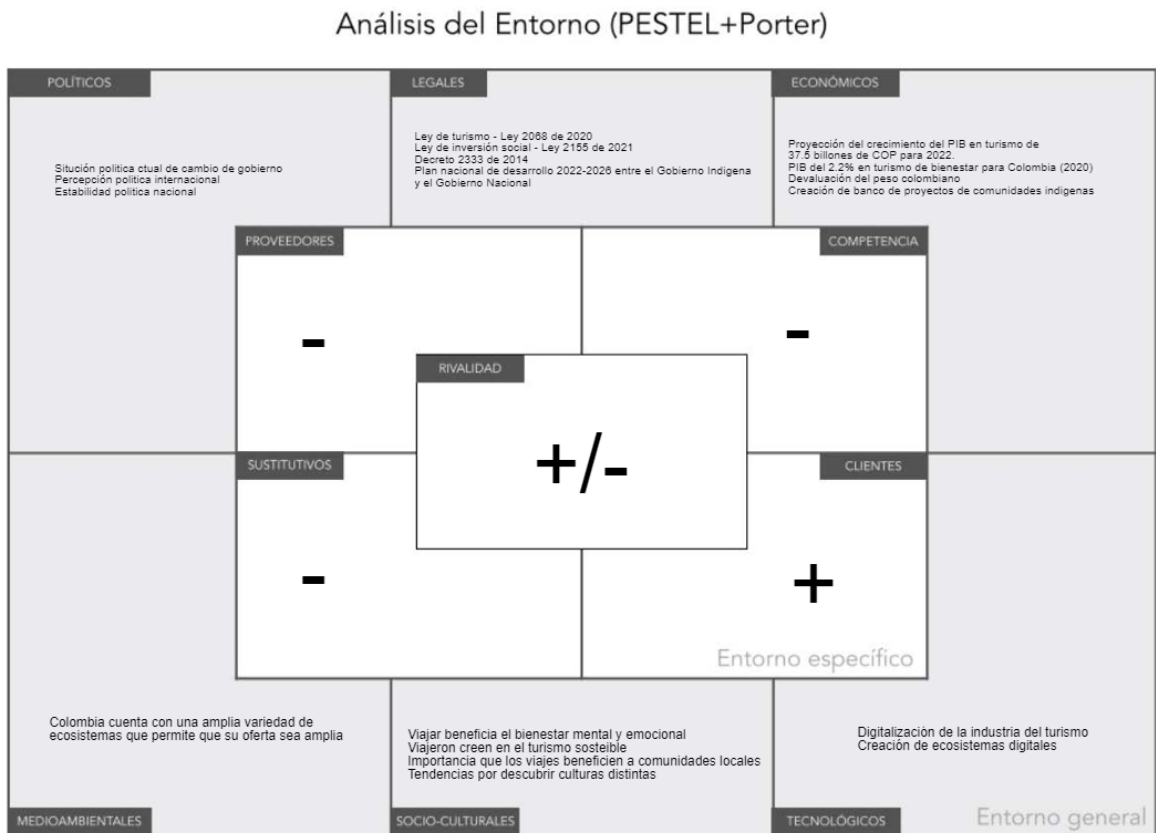 Análisis del Entorno (PESTEL+Porter)
POLÍTICOS
Situción politica ctual de cambio de gobierno
Percepción politica internacional
Estabilidad politica nacional
LEGALES
Ley de turismo - Ley 2068 de 2020
Ley de inversión social - Ley 2155 de 2021
Decreto 2333 de 2014
Plan nacional de desarrollo 2022-2026 entre el Gobierno Indigena
y el Gobierno Nacional
ECONÓMICOS
Proyección del crecimiento del PIB en turismo de
37.5 billones de COP para 2022.
PIB del 2.2% en turismo de bienestar para Colombia (2020)
Devaluación del peso colombiano
Creación de banco de proyectos de comunidades indigenas
PROVEEDORES
-
COMPETENCIA
-
RIVALIDAD
+/-
SUSTITUTIVOS
-
CLIENTES
+
Entorno específico
Colombia cuenta con una amplia variedad de
ecosistemas que permite que su oferta sea amplia
MEDIOAMBIENTALES
Viajar beneficia el bienestar mental y emocional
Viajeron creen en el turismo sosteible
Importancia que los viajes beneficien a comunidades locales
Tendencias por descubrir culturas distintas
SOCIO-CULTURALES
Digitalización de la industria del turismo
Creación de ecosistemas digitales
TECNOLÓGICOS
Entorno general